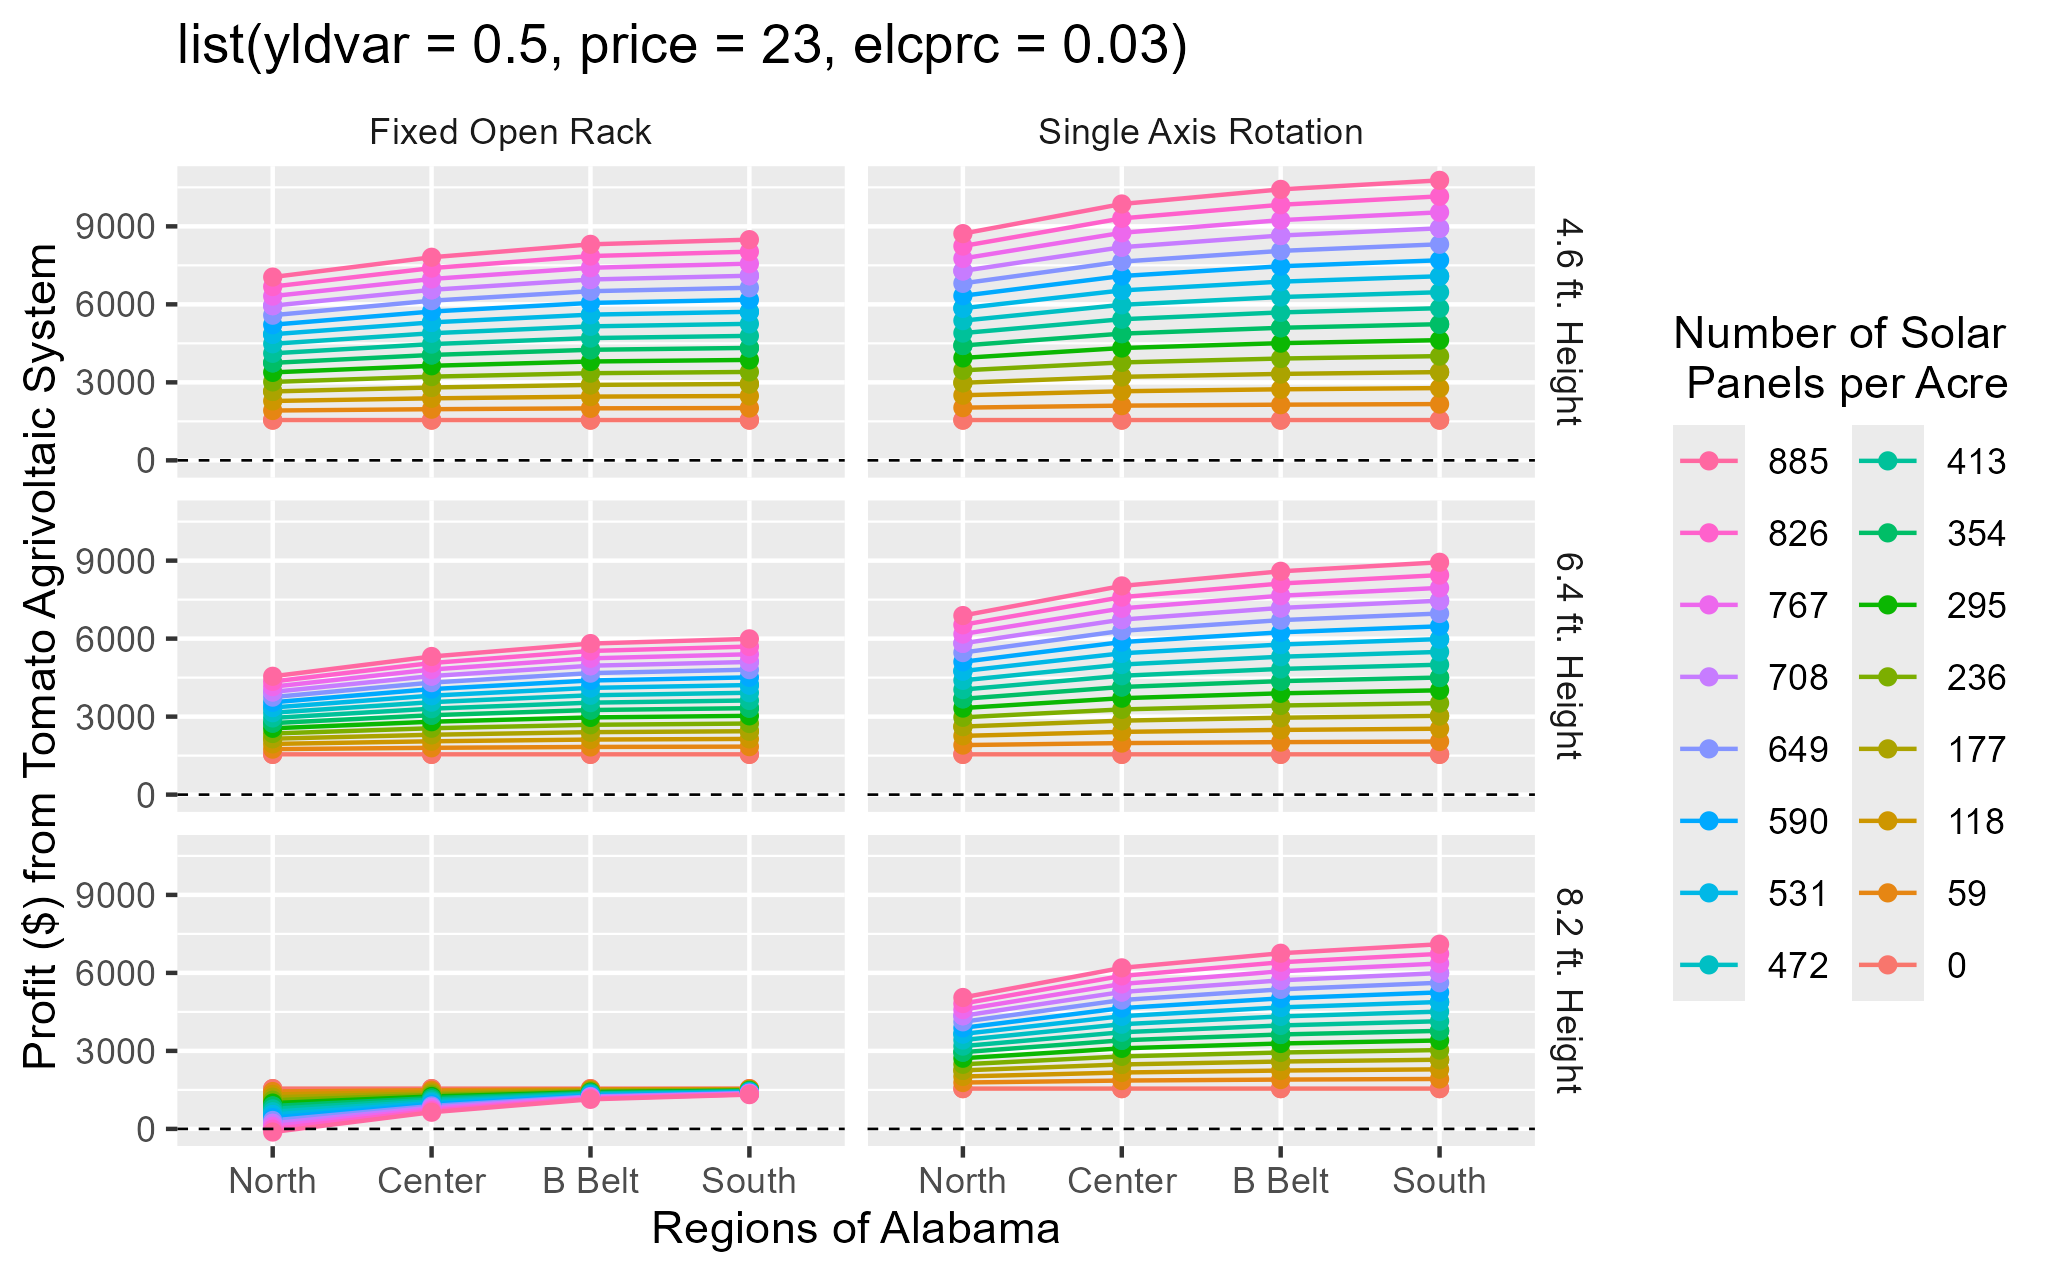 list(yldvar = 0.5, price = 23, elcprc = 0.03)
Fixed Open Rack
Single Axis Rotation
Profit ($) from Tomato Agrivoltaic System
9000
6000
3000
0
4.6 ft. Height
9000
6000
3000
0
6.4 ft. Height
9000
6000
3000
0
8.2 ft. Height
North Center B Belt South
North Center B Belt South
Regions of Alabama
Number of Solar
Panels per Acre
885
826
767
708
649
590
531
472
413
354
295
236
177
118
59
0